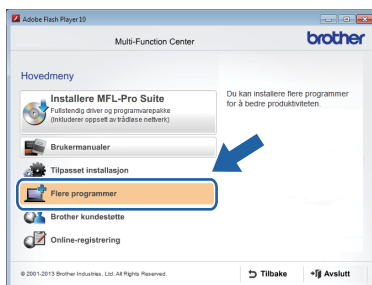 Adobe Flash Player 10
Multi-Function Center
brother
Hovedmeny
Installere MFL-Pro Suite
Fullstendig driver og programvarepakke
(Inkluderer oppsett av trådløse nettverk)
Brukermanualer
Tilpasset installasjon
Flere programmer
Brother kundestøtte
Online-registrering
Du kan installere flere programmer
for å bedre produktiviteten.
© 2001-2013 Brother Industries, Ltd. All Rights Reserved.
Tilbake
Avslutt